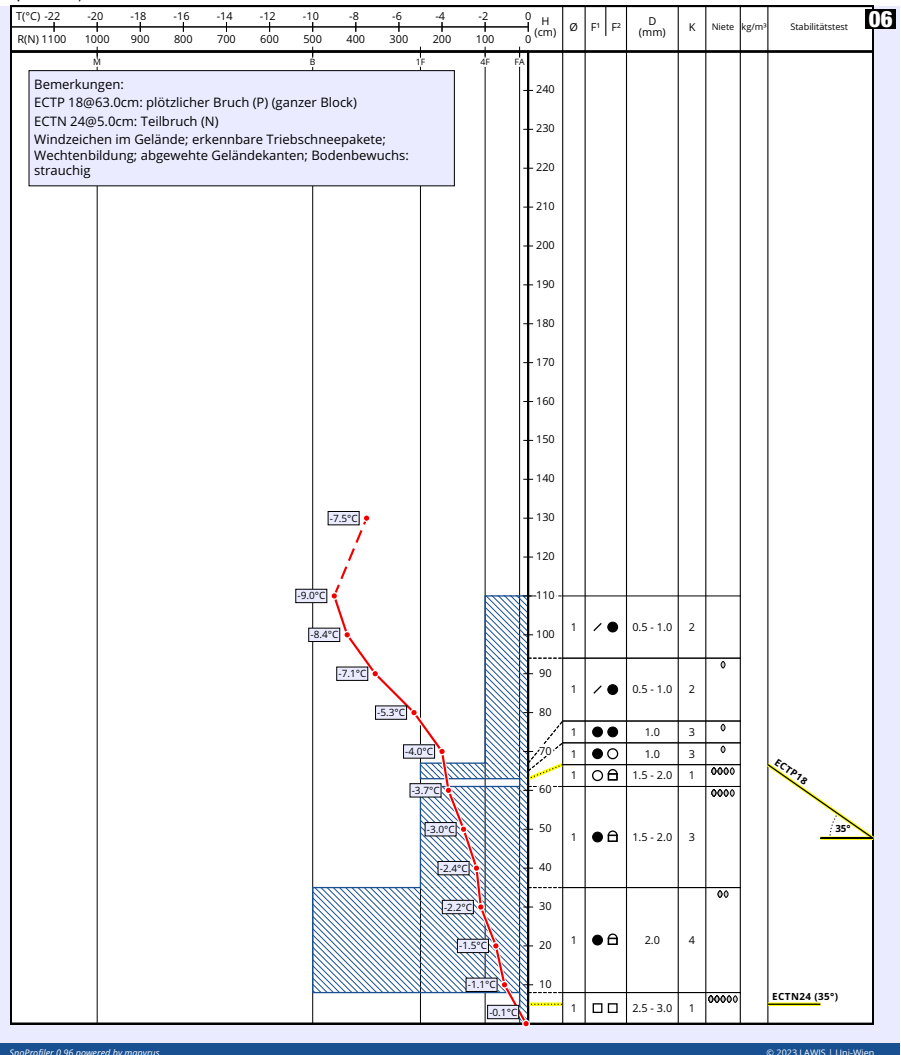 T(°C) -22 -20 -18 -16 -14 -12 -10 -8 -6 -4 -2 0 H (cm) Ø F¹ F² D (mm) K Niete kg/m³ Stabilitätstest 06
R(N) 1100 1000 900 800 700 600 500 400 300 200 100 0
M B 1F 4F FA
Bemerkungen:
ECTP 18@63.0cm: plötzlicher Bruch (P) (ganzer Block)
ECTN 24@5.0cm: Teilbruch (N)
Windzeichen im Gelände; erkennbare Triebschneepakete;
Wechtenbildung; abgewehte Geländekanten; Bodenbewuchs:
strauchig
240
230
220
210
200
190
180
170
160
150
140
-7.5°C 130
120
-9.0°C 110
-8.4°C 100 1 0.5 - 1.0 2
-7.1°C 90 1 0.5 - 1.0 2
-5.3°C 80
1 1.0 3
-4.0°C 70 1 1.0 3
1 1.5 - 2.0 1 ECTP18
-3.7°C 60
-3.0°C 50 35°
1 1.5 - 2.0 3
-2.4°C 40
-2.2°C 30
-1.5°C 20 1 2.0 4
-1.1°C 10
ECTN24 (35°)
-0.1°C 1 2.5 - 3.0 1
SnoProfiler 0.96 powered by manyrus © 2023 LAWIS | Uni-Wien